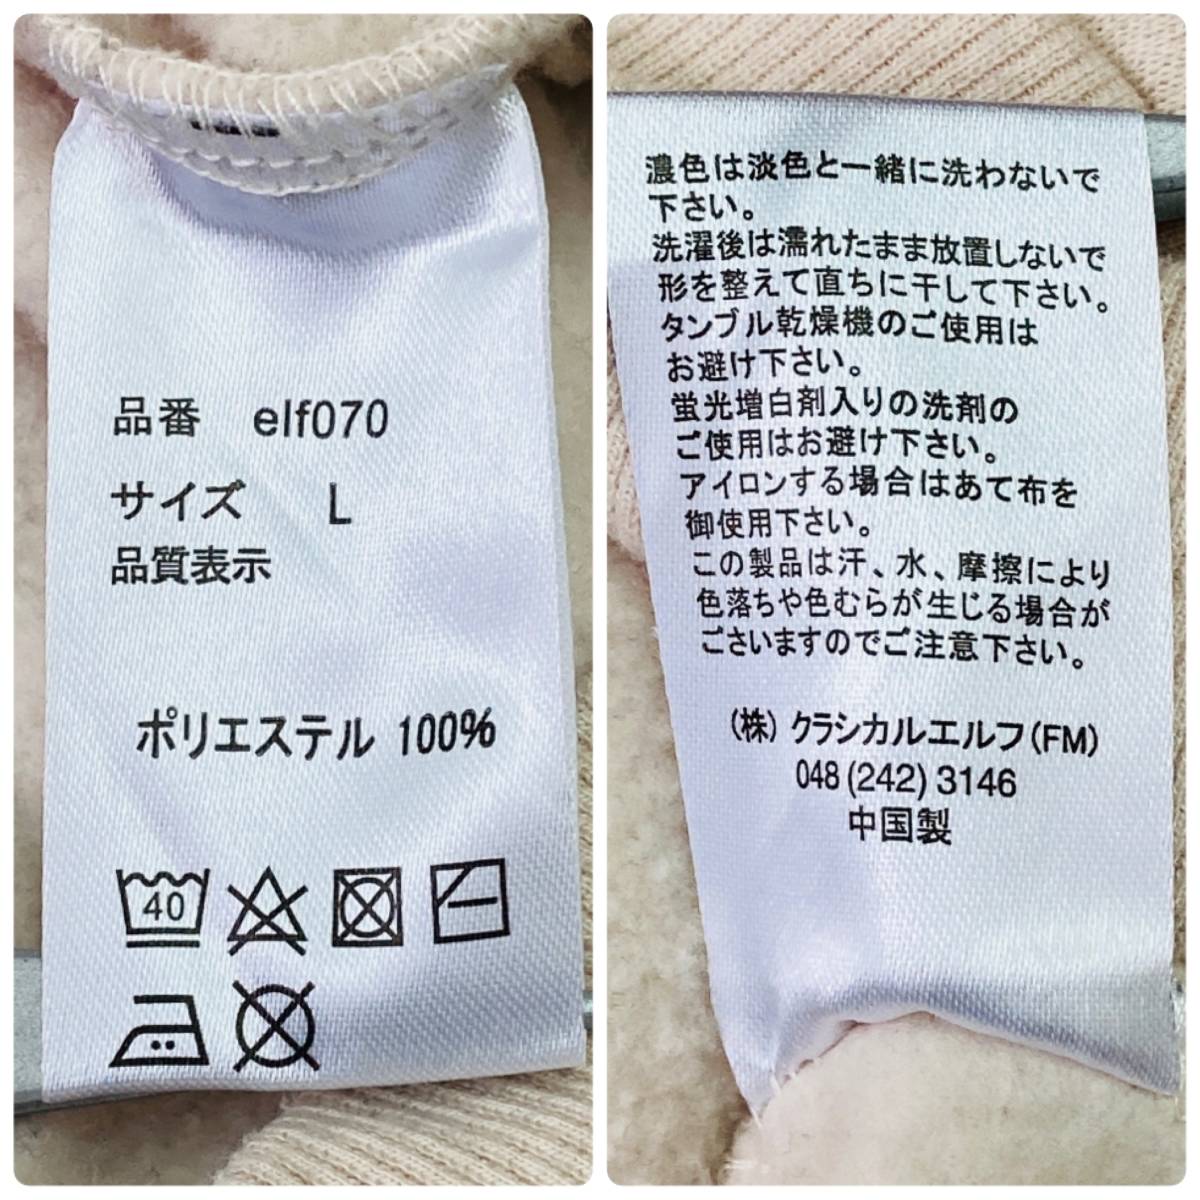 品番 elf070
サイズ L
品質表示
ポリエステル 100%
40
濃色は淡色と一緒に洗わないで
下さい。
洗濯後は濡れたまま放置しないで
形を整えて直ちに干して下さい。
タンブル乾燥機のご使用は
お避け下さい。
蛍光増白剤入りの洗剤の
ご使用はお避け下さい。
アイロンする場合はあて布を
御使用下さい。
この製品は汗、水、摩擦により
色落ちや色むらが生じる場合が
ございますのでご注意下さい。
(株) クラシカルエルフ(FM)
048 (242) 3146
中国製